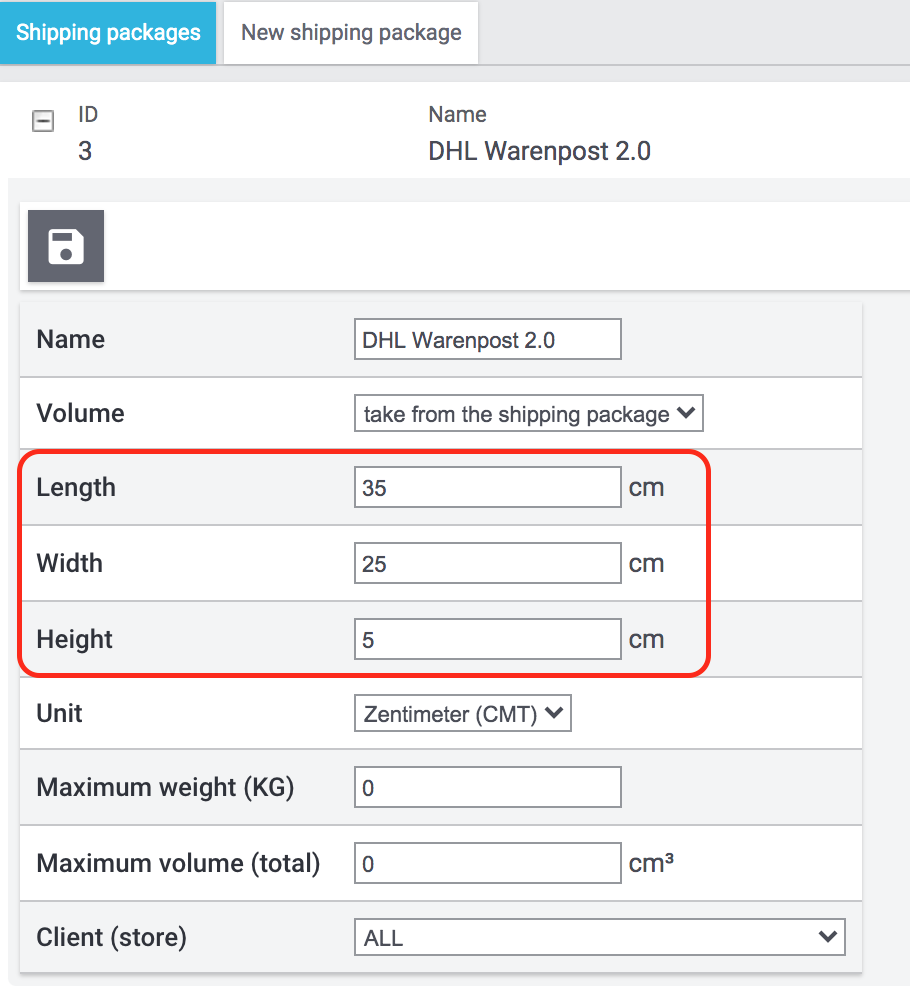 Shipping packages New shipping package
ID Name
3 DHL Warenpost 2.0
Name DHL Warenpost 2.0
Volume take from the shipping package
Length 35 cm
Width 25 cm
Height 5 cm
Unit Zentimeter (CMT)
Maximum weight (KG) 0
Maximum volume (total) 0 cm³
Client (store) ALL